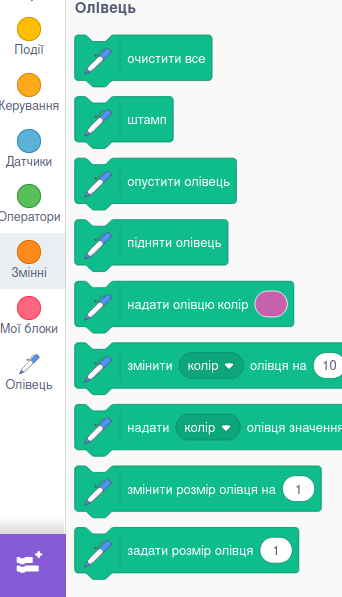 Олівець
очистити все
Події
штамп
Керування
опустити олівець
Датчики
підняти олівець
Оператори
Змінні
надати олівцю колір
Мої блоки
змінити колір олівця на 10
Олівець
надати колір олівця значення
змінити розмір олівця на 1
задати розмір олівця 1